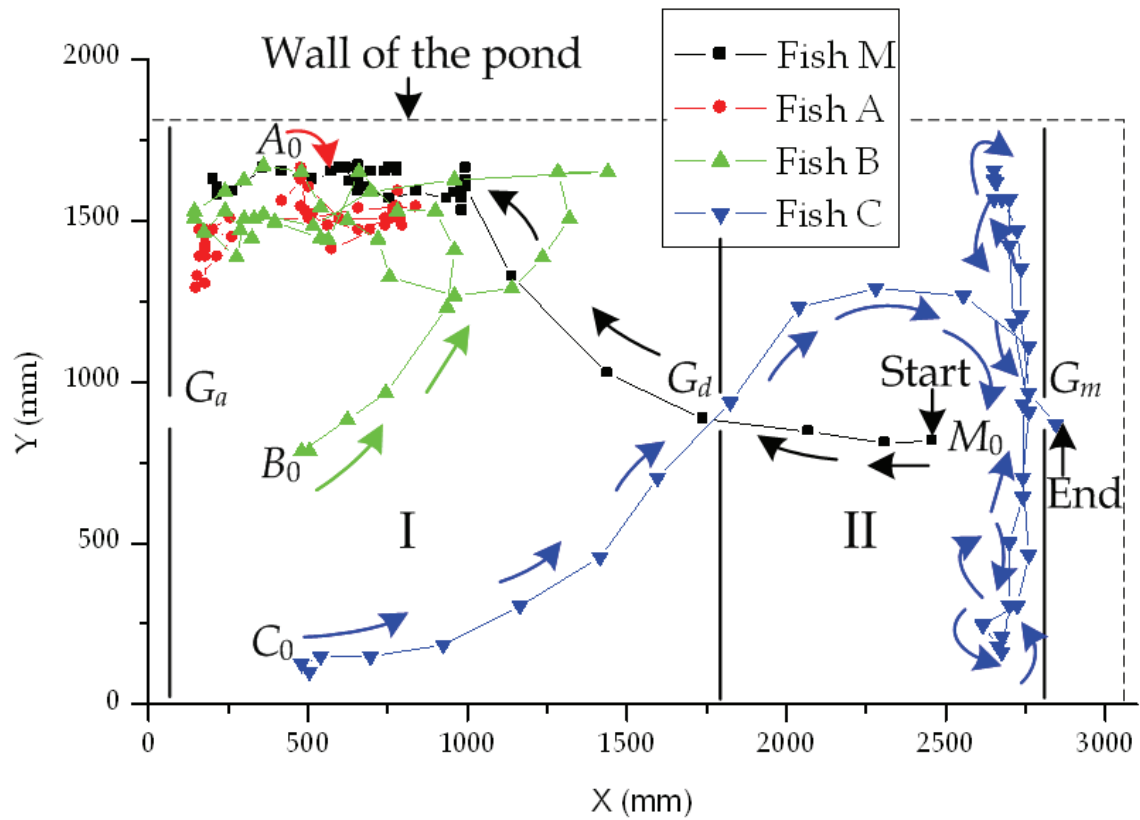 Wall of the pond
Fish M
Fish A
Fish B
Fish C
2000
1500
1000
500
0
Y (mm)
A0
B0
C0
Ga
Gd
Gm
Start
M0
End
I
II
0
500
1000
1500
2000
2500
3000
X (mm)